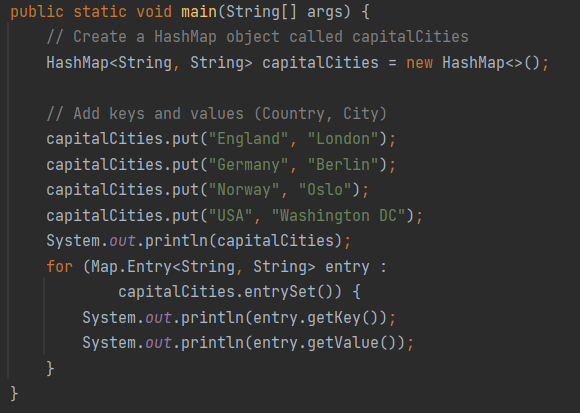 public static void main(String[] args) {
    // Create a HashMap object called capitalCities
    HashMap<String, String> capitalCities = new HashMap<>();

    // Add keys and values (Country, City)
    capitalCities.put("England", "London");
    capitalCities.put("Germany", "Berlin");
    capitalCities.put("Norway", "Oslo");
    capitalCities.put("USA", "Washington DC");
    System.out.println(capitalCities);
    for (Map.Entry<String, String> entry :
            capitalCities.entrySet()) {
        System.out.println(entry.getKey());
        System.out.println(entry.getValue());
    }
}